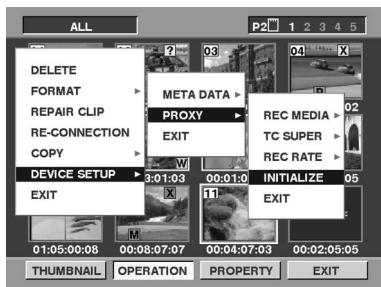 ALL
P2 1 2 3 4 5
? 03 04 X
DELETE
FORMAT
REPAIR CLIP
RE-CONNECTION
COPY
DEVICE SETUP
EXIT
META DATA
PROXY
EXIT
REC MEDIA
TC SUPER
REC RATE
INITIALIZE
EXIT
R
02
W
3:01:03 00:01:0 05
X 11
M
01:05:00:08 00:08:07:07 00:04:07:03 00:02:05:05
THUMBNAIL OPERATION PROPERTY EXIT